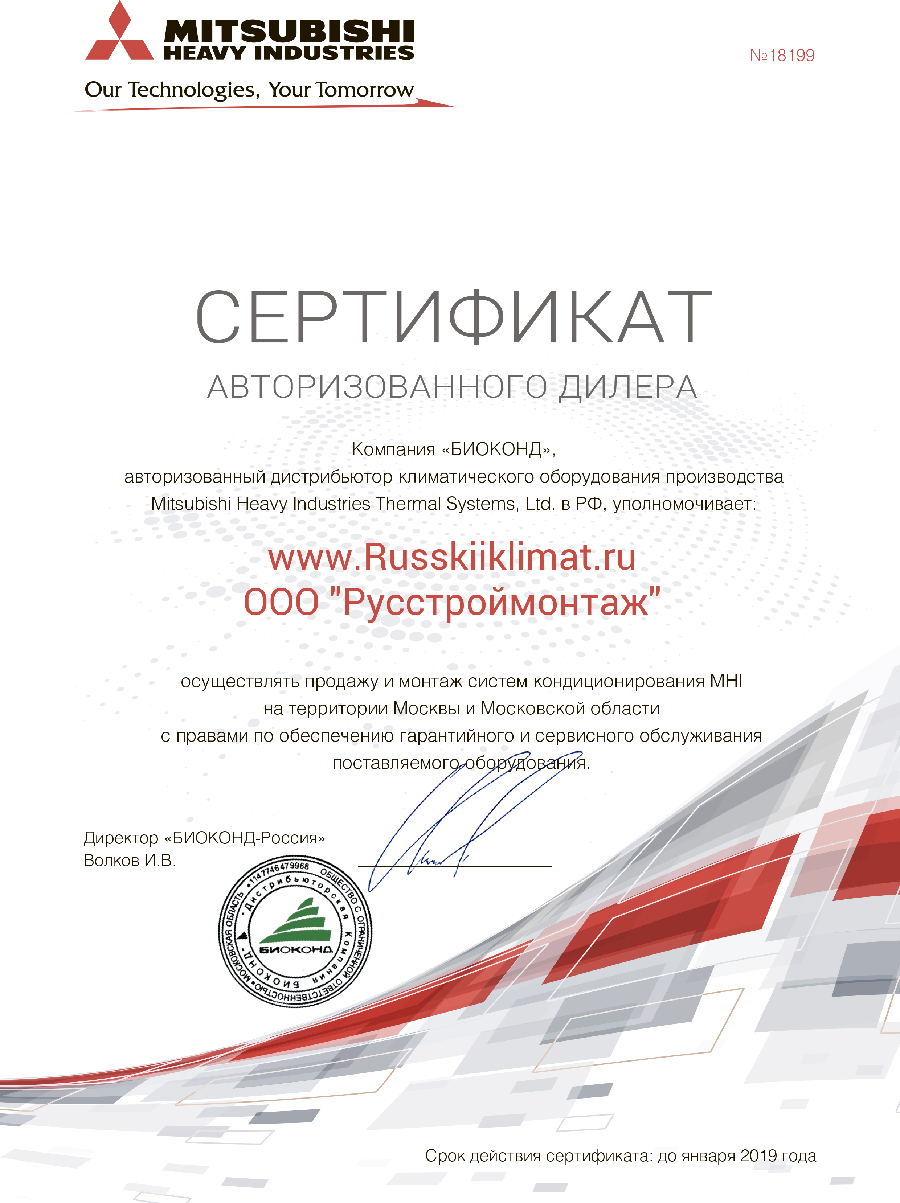 MITSUBISHI
HEAVY INDUSTRIES
№18199
Our Technologies, Your Tomorrow
СЕРТИФИКАТ
АВТОРИЗОВАННОГО ДИЛЕРА
Компания «БИОКОНД»,
авторизованный дистрибьютор климатического оборудования производства
Mitsubishi Heavy Industries Thermal Systems, Ltd. в РФ, уполномочивает:
www.Russkiiklimat.ru
ООО "Русстроймонтаж"
осуществлять продажу и монтаж систем кондиционирования MHI
на территории Москвы и Московской области
с правами по обеспечению гарантийного и сервисного обслуживания
поставляемого оборудования.
Директор «БИОКОНД-Россия»
Волков И.В.
ОБЩЕСТВО С ОГРАНИЧЕННОЙ ОТВЕТСТВЕННОСТЬЮ
МОСКОВСКАЯ ОБЛАСТЬ
Дистрибьюторская Компания
БИОКОНД
БИОКОНД
Срок действия сертификата: до января 2019 года